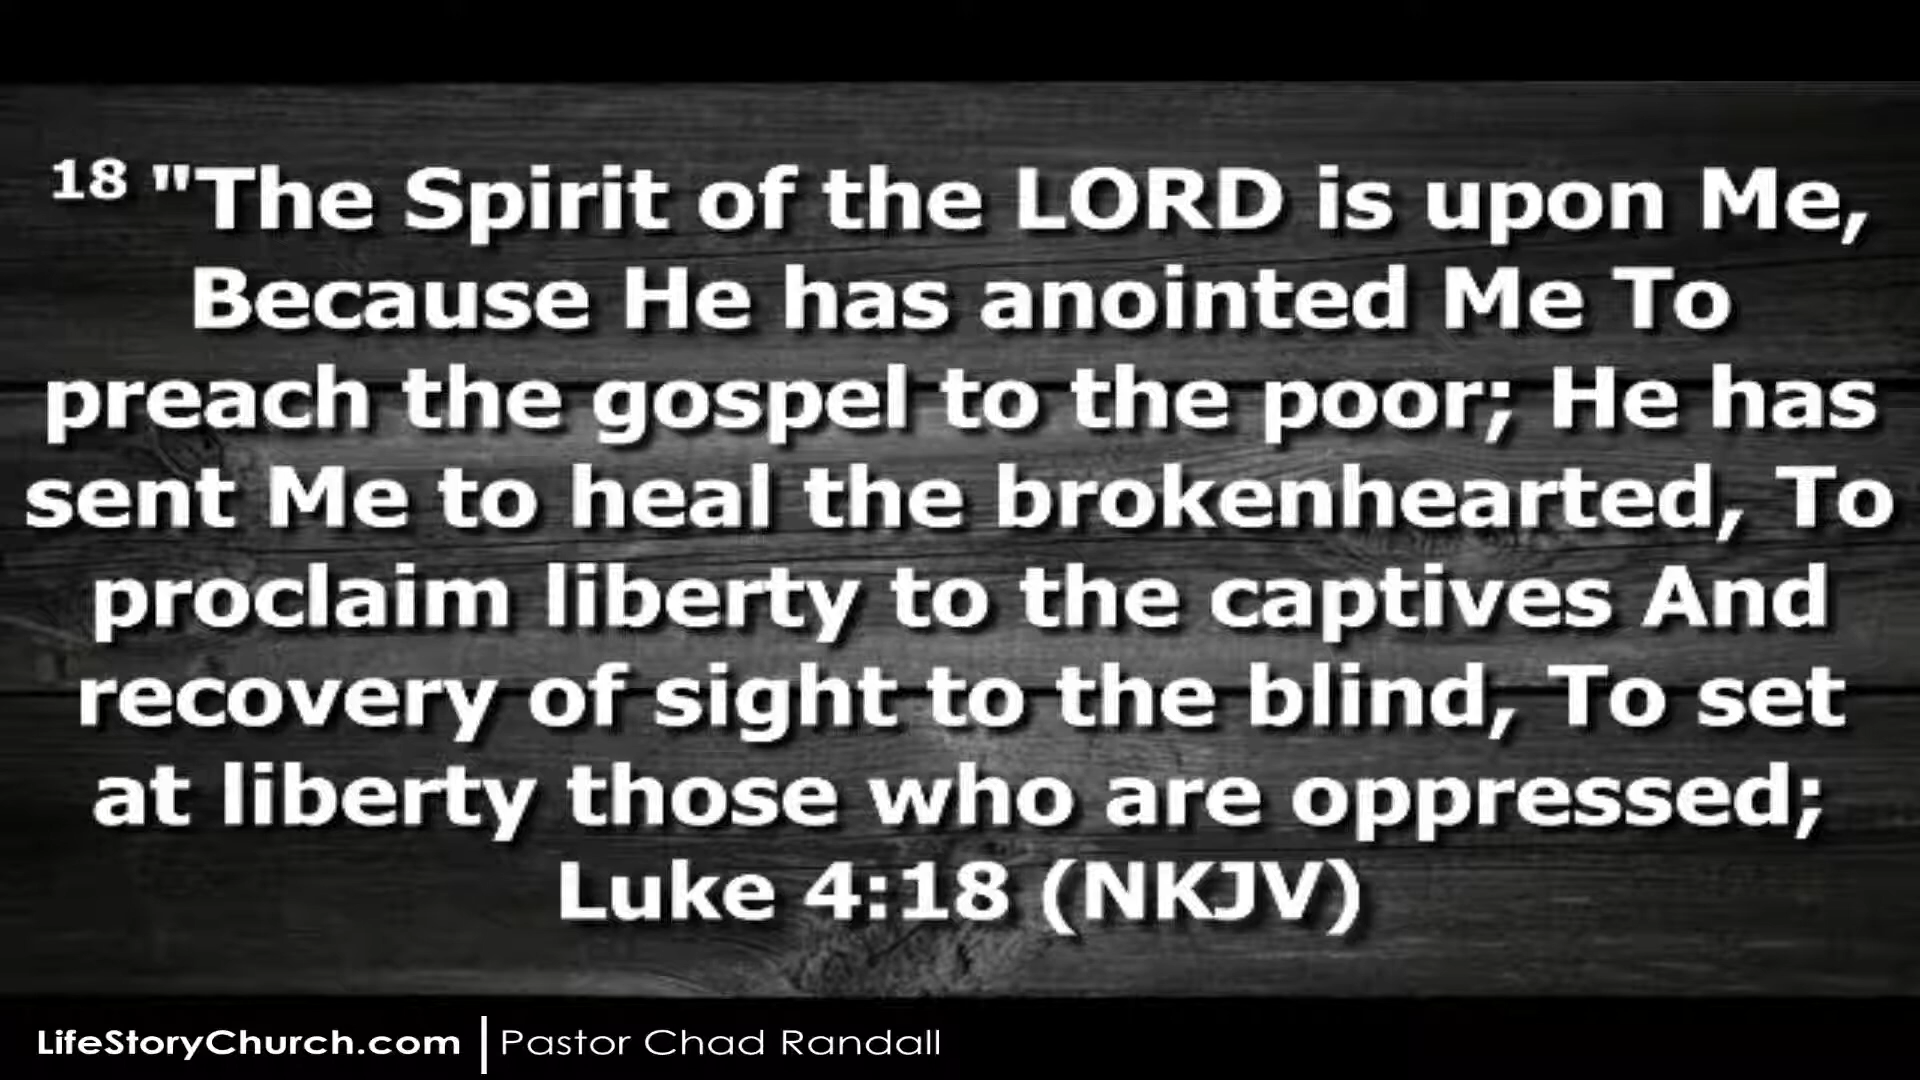 18 "The Spirit of the LORD is upon Me,
Because He has anointed Me To
preach the gospel to the poor; He has
sent Me to heal the brokenhearted, To
proclaim liberty to the captives And
recovery of sight to the blind, To set
at liberty those who are oppressed;
Luke 4:18 (NKJV)
LifeStoryChurch.com | Pastor Chad Randall